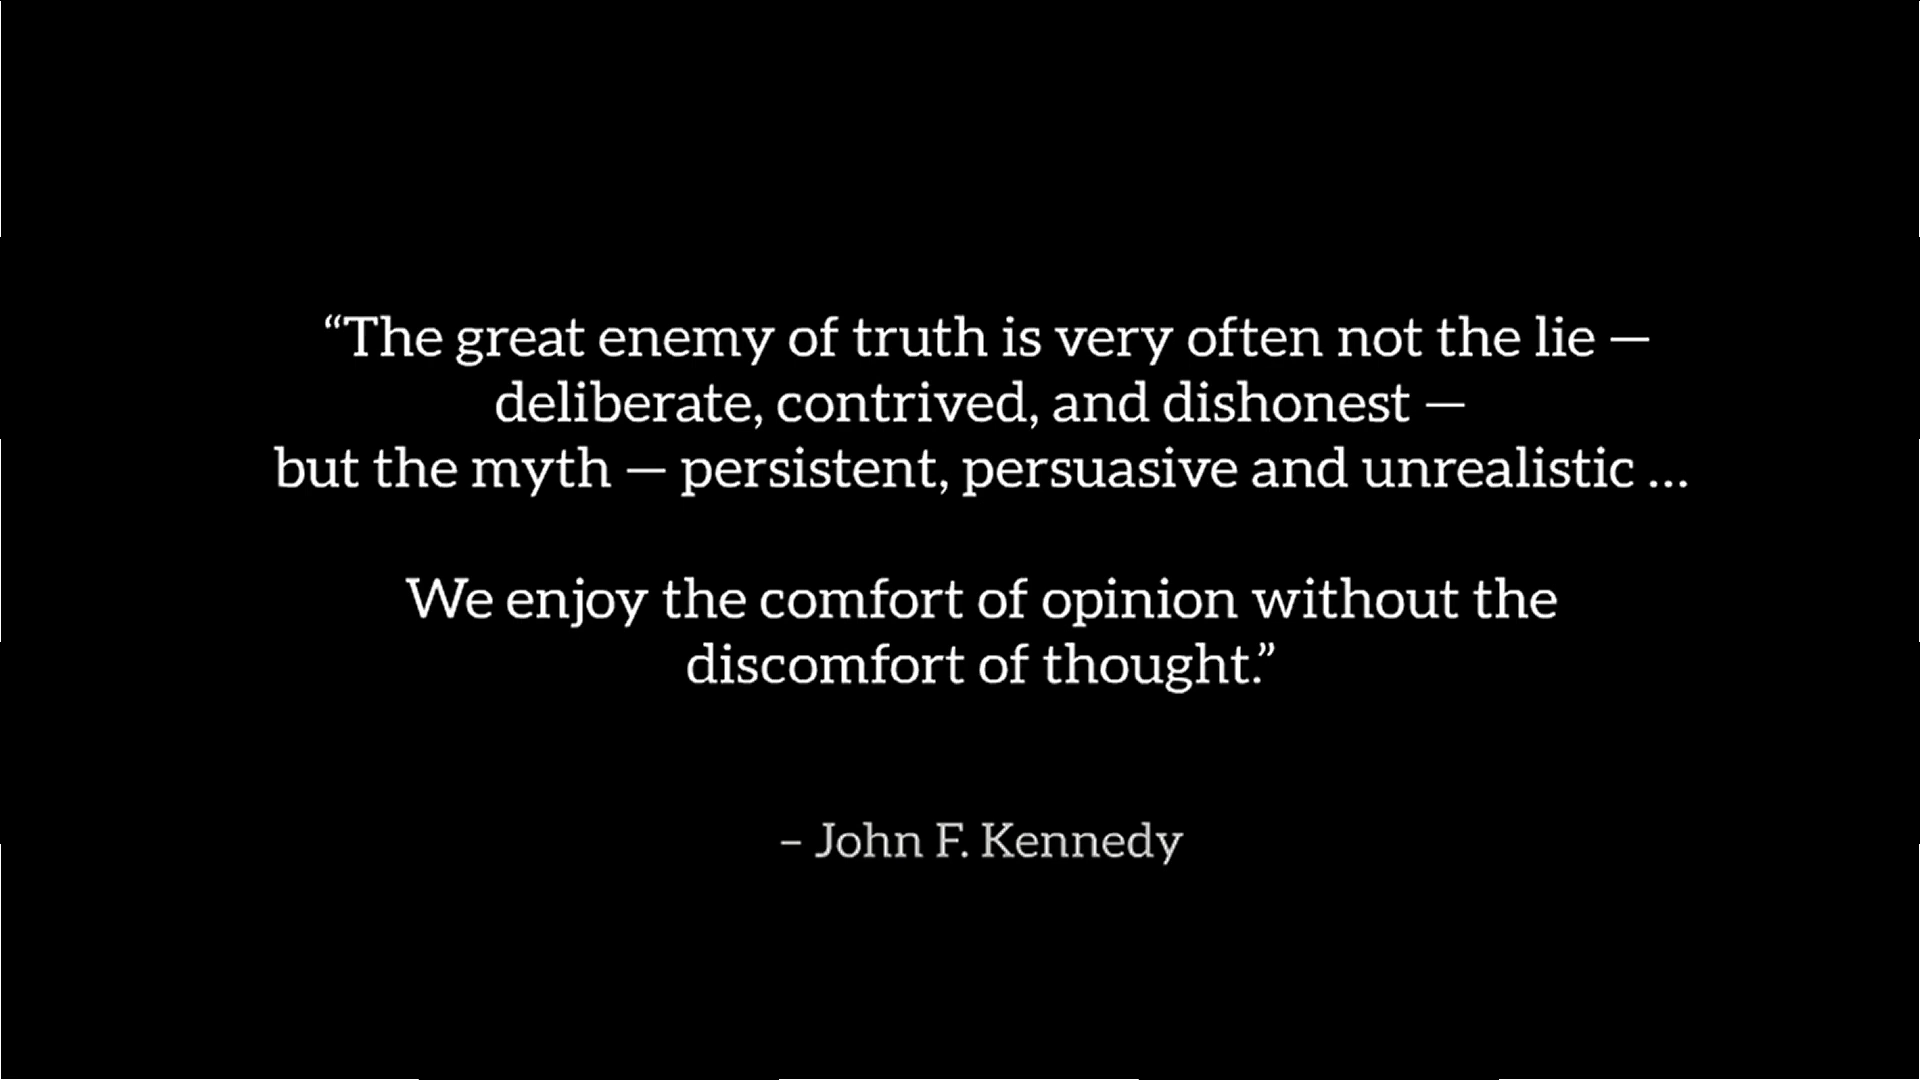 “The great enemy of truth is very often not the lie —
deliberate, contrived, and dishonest —
but the myth — persistent, persuasive and unrealistic ...
We enjoy the comfort of opinion without the
discomfort of thought.”
– John F. Kennedy